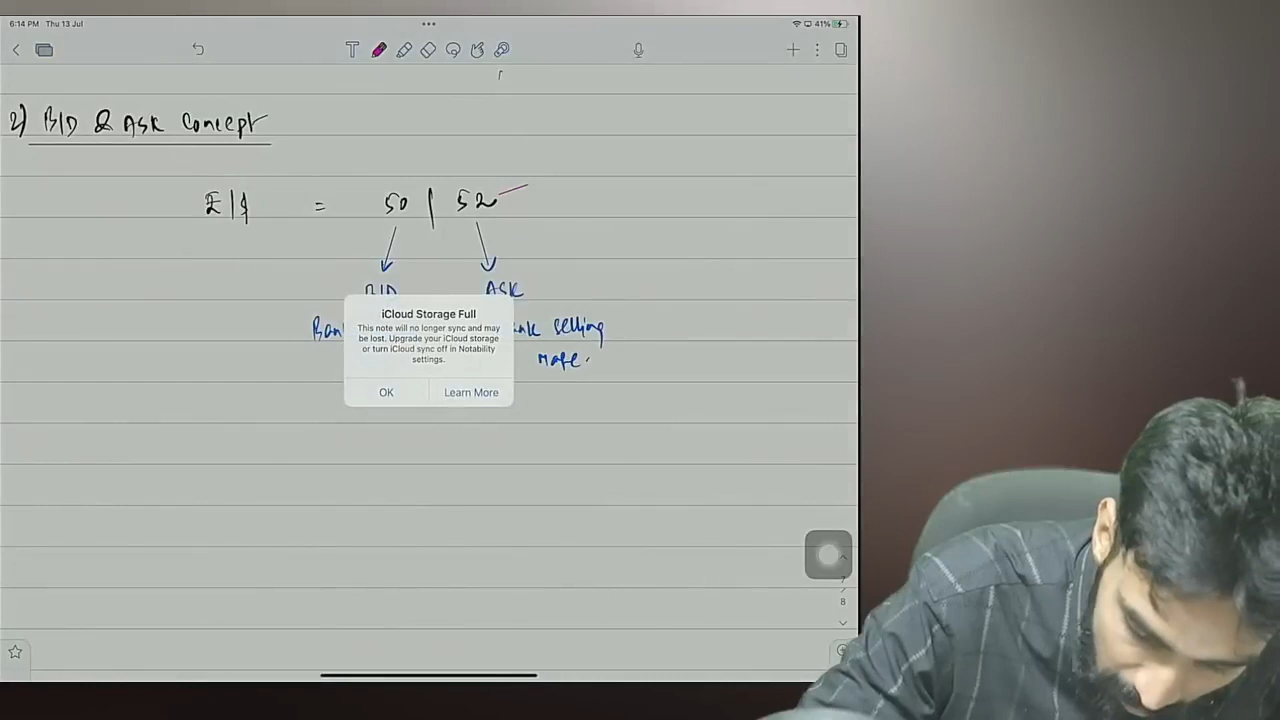 6:14 PM Thu 13 Jul
41%
T
2) BID & ASK Concept
£|$ = 50 | 52
BID ASK
selling
iCloud Storage Full
This note will no longer sync and may
be lost. Upgrade your iCloud storage
or turn iCloud sync off in Notability
settings.
OK Learn More
7
8